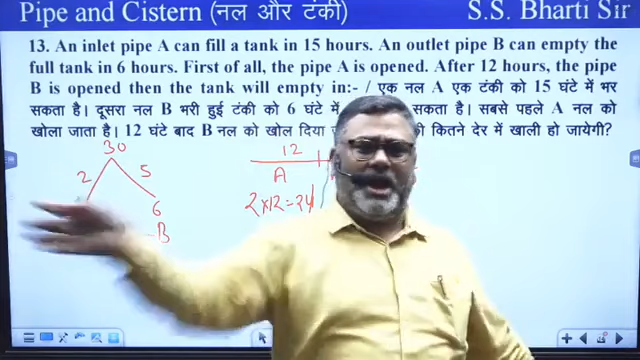 Pipe and Cistern (नल और टंकी)
S.S. Bharti Sir
13. An inlet pipe A can fill a tank in 15 hours. An outlet pipe B can empty the
full tank in 6 hours. First of all, the pipe A is opened. After 12 hours, the pipe
B is opened then the tank will empty in:- / एक नल A एक टंकी को 15 घंटे में भर
सकता है। दूसरा नल B भरी हुई टंकी को 6 घंटे में सकता है। सबसे पहले A नल को
खोला जाता है। 12 घंटे बाद B नल को खोल दिया कितने देर में खाली हो जायेगी?
30
12
2 5
A
6
2×12=24
B